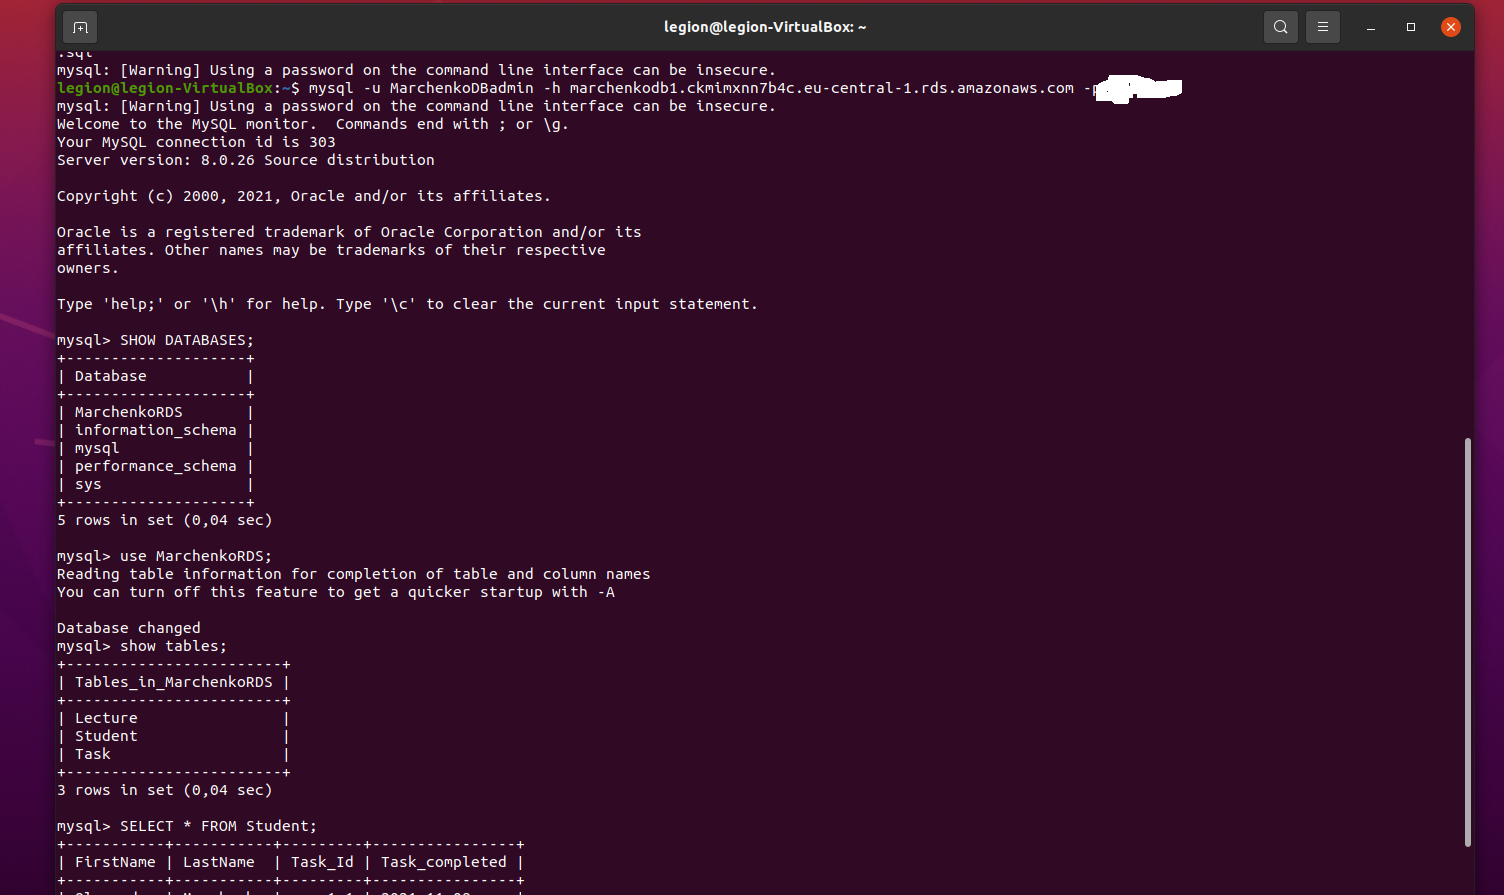 legion@legion-VirtualBox: ~
.sql
mysql: [Warning] Using a password on the command line interface can be insecure.
legion@legion-VirtualBox:~$ mysql -u MarchenkoDBadmin -h marchenkodb1.ckmimxnn7b4c.eu-central-1.rds.amazonaws.com -p
mysql: [Warning] Using a password on the command line interface can be insecure.
Welcome to the MySQL monitor.  Commands end with ; or \g.
Your MySQL connection id is 303
Server version: 8.0.26 Source distribution
Copyright (c) 2000, 2021, Oracle and/or its affiliates.
Oracle is a registered trademark of Oracle Corporation and/or its
affiliates. Other names may be trademarks of their respective
owners.
Type 'help;' or '\h' for help. Type '\c' to clear the current input statement.
mysql> SHOW DATABASES;
+--------------------+
| Database           |
+--------------------+
| MarchenkoRDS       |
| information_schema |
| mysql              |
| performance_schema |
| sys                |
+--------------------+
5 rows in set (0,04 sec)
mysql> use MarchenkoRDS;
Reading table information for completion of table and column names
You can turn off this feature to get a quicker startup with -A
Database changed
mysql> show tables;
+------------------------+
| Tables_in_MarchenkoRDS |
+------------------------+
| Lecture                |
| Student                |
| Task                   |
+------------------------+
3 rows in set (0,04 sec)
mysql> SELECT * FROM Student;
+-----------+-----------+---------+----------------+
| FirstName | LastName  | Task_Id | Task_completed |
+-----------+-----------+---------+----------------+